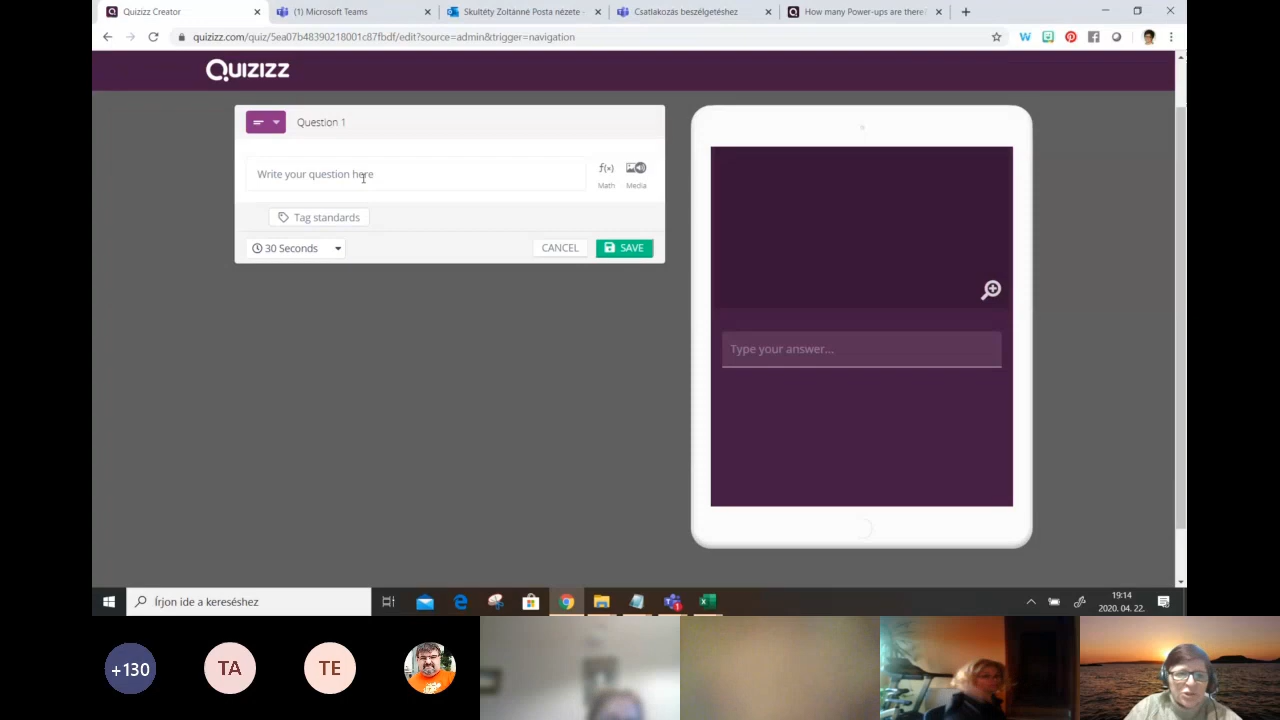 Quizizz Creator
(1) Microsoft Teams
Skultéty Zoltánné Posta nézete -
Csatlakozás beszélgetéshez
How many Power-ups are there?
quizizz.com/quiz/5ea07b48390218001c87fbdf/edit?source=admin&trigger=navigation
QUIZIZZ
Question 1
Write your question here
f(x)
Math
Media
Tag standards
30 Seconds
CANCEL
SAVE
Type your answer...
Írjon ide a kereséshez
19:14
2020. 04. 22.
+130
TA
TE